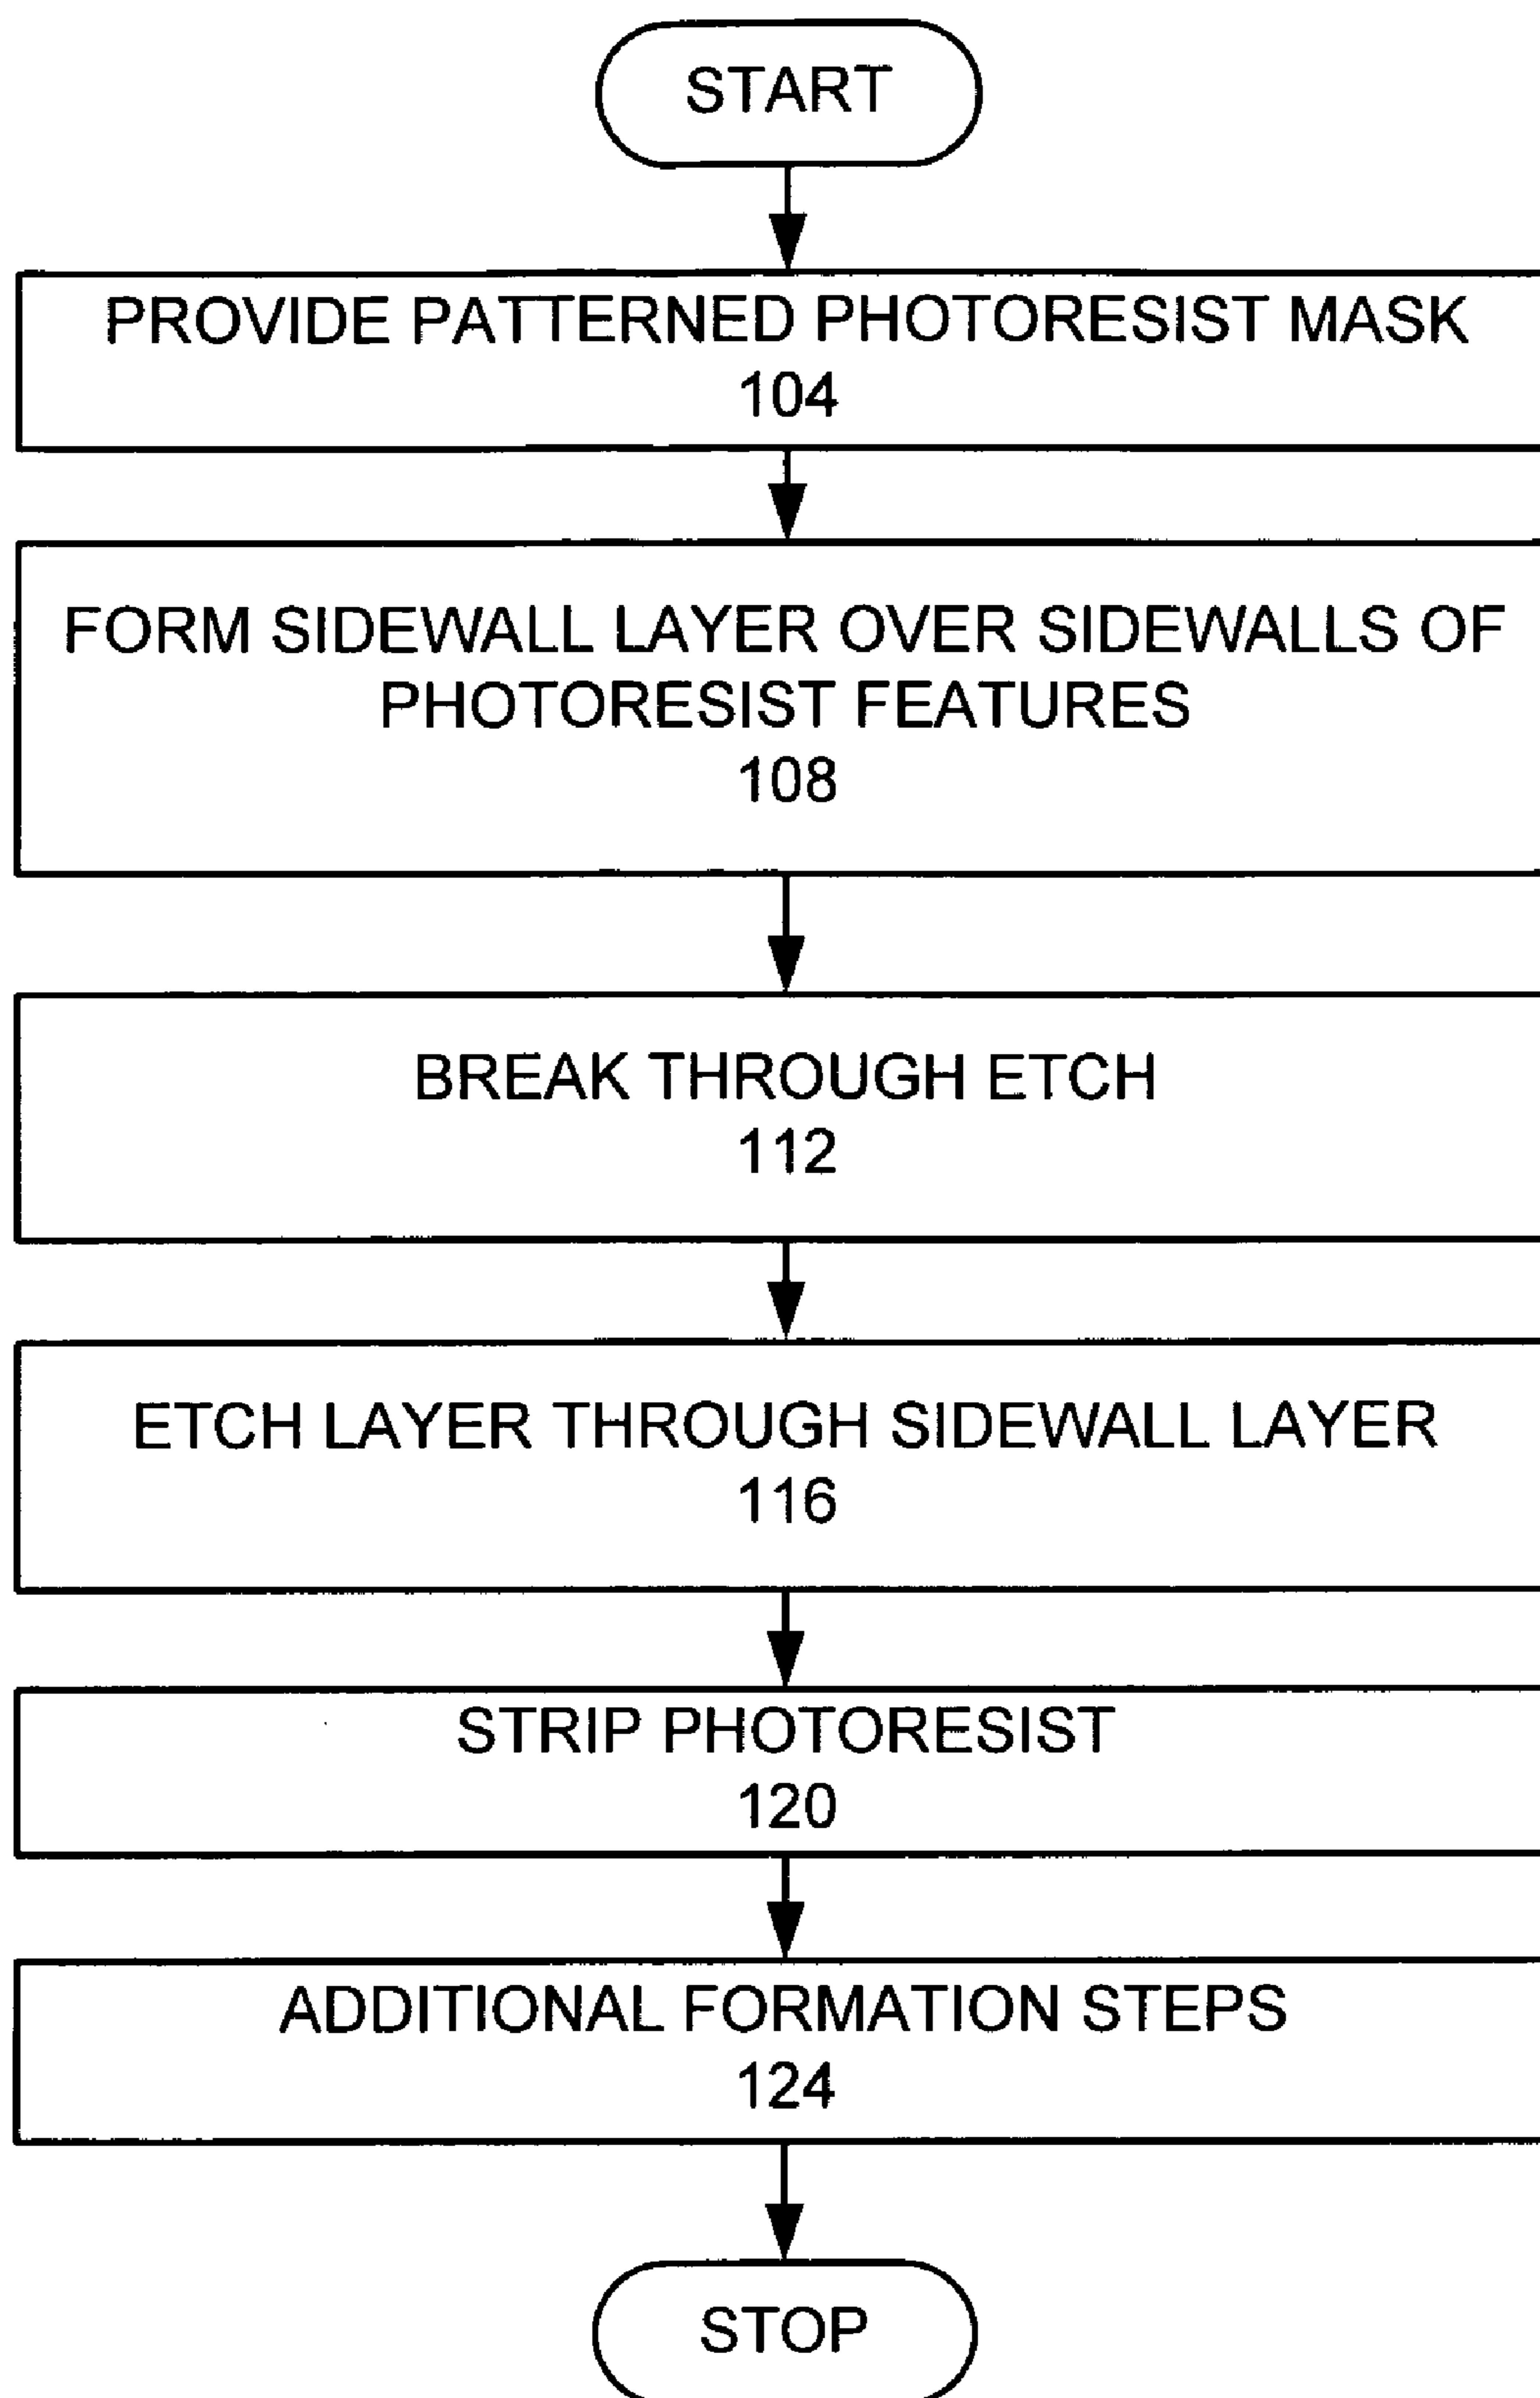 START
PROVIDE PATTERNED PHOTORESIST MASK
104
FORM SIDEWALL LAYER OVER SIDEWALLS OF
PHOTORESIST FEATURES
108
BREAK THROUGH ETCH
112
ETCH LAYER THROUGH SIDEWALL LAYER
116
STRIP PHOTORESIST
120
ADDITIONAL FORMATION STEPS
124
STOP